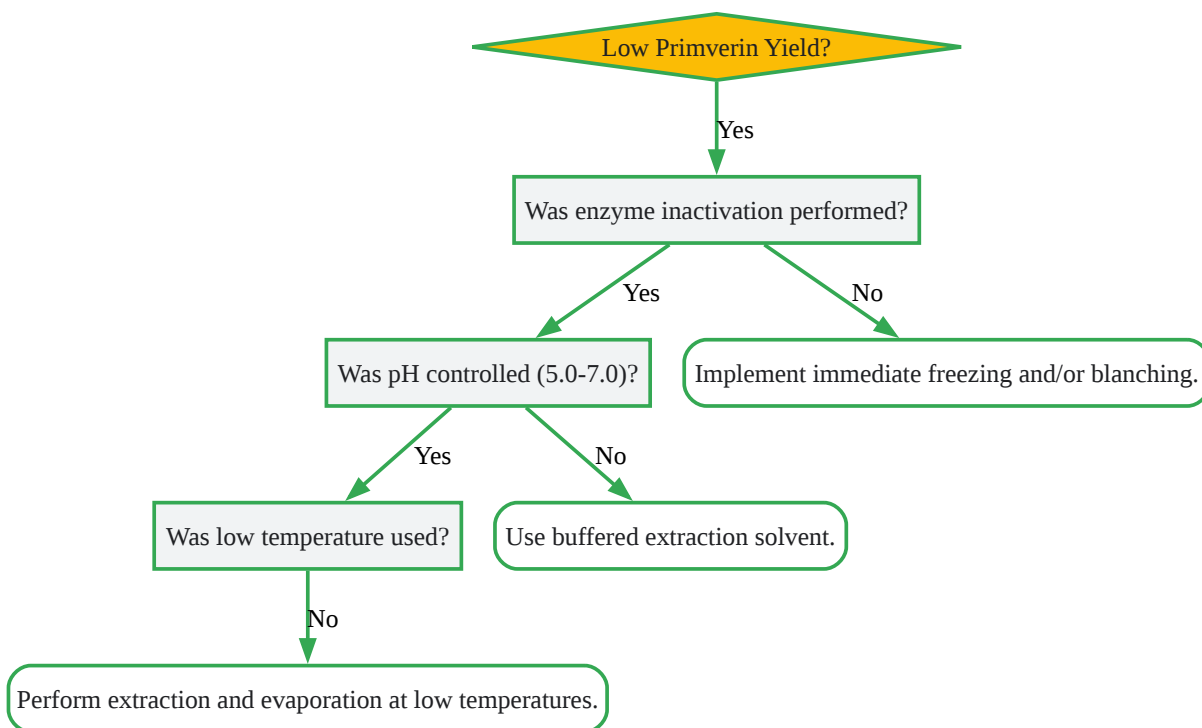 Low Primverin Yield?
Yes
Was enzyme inactivation performed?
Yes
No
Was pH controlled (5.0-7.0)?
Implement immediate freezing and/or blanching.
Yes
No
Was low temperature used?
Use buffered extraction solvent.
No
Perform extraction and evaporation at low temperatures.